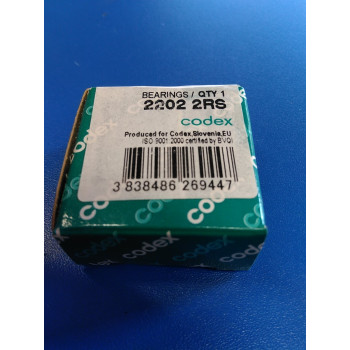 BEARINGS / QTY 1
2202 2RS
codex
Produced for Codex,Slovenia,EU
ISO 9001:2000 certified by BVQI
3 838486 269447
codex
codex
codex
codex